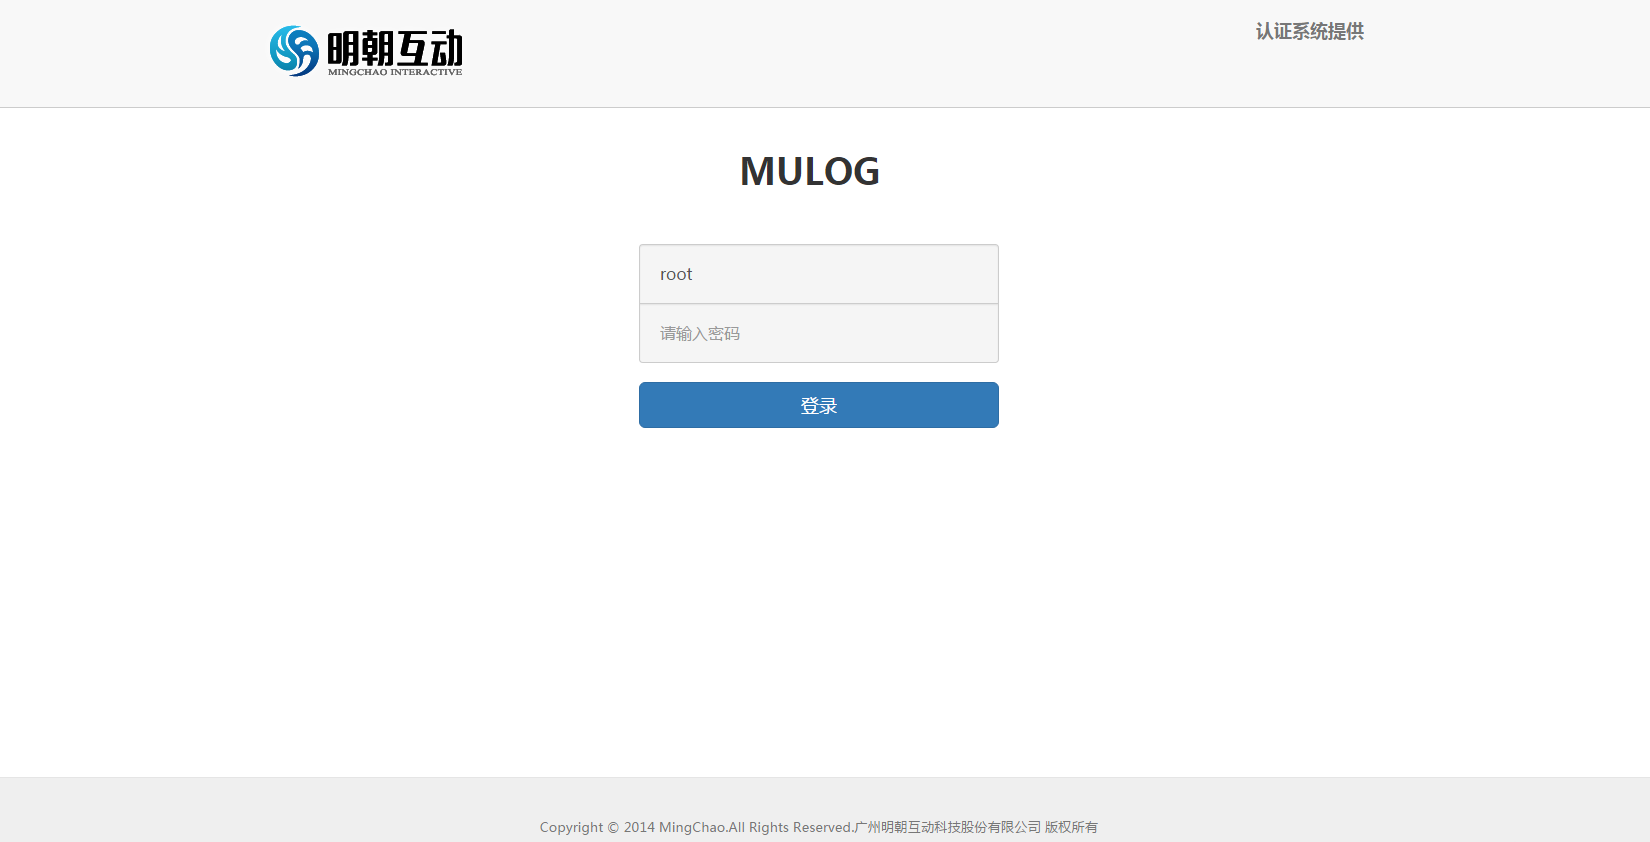 明朝互动
MINGCHAO INTERACTIVE
认证系统提供
MULOG
root
请输入密码
登录
Copyright © 2014 MingChao.All Rights Reserved.广州明朝互动科技股份有限公司 版权所有